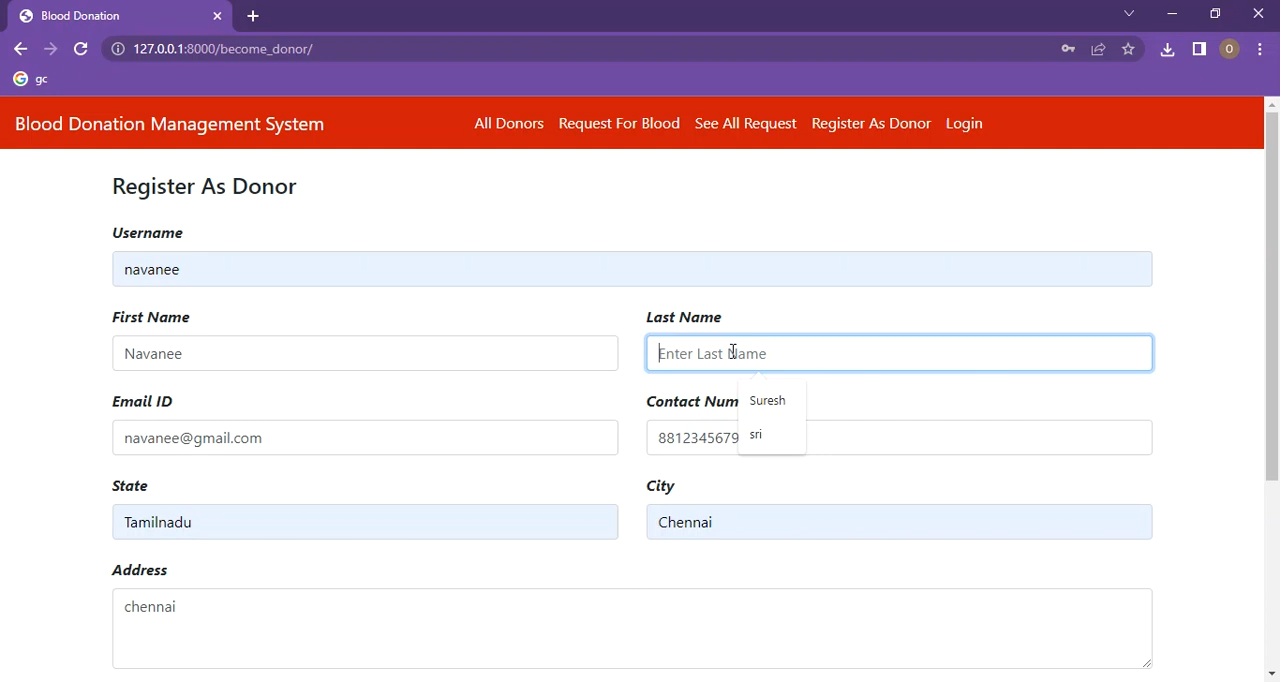 Blood Donation
127.0.0.1:8000/become_donor/
O
gc
Blood Donation Management System All Donors Request For Blood See All Request Register As Donor Login
Register As Donor
Username
navanee
First Name Last Name
Navanee Enter Last Name
Email ID Contact Num Suresh
navanee@gmail.com 8812345679 sri
State City
Tamilnadu Chennai
Address
chennai